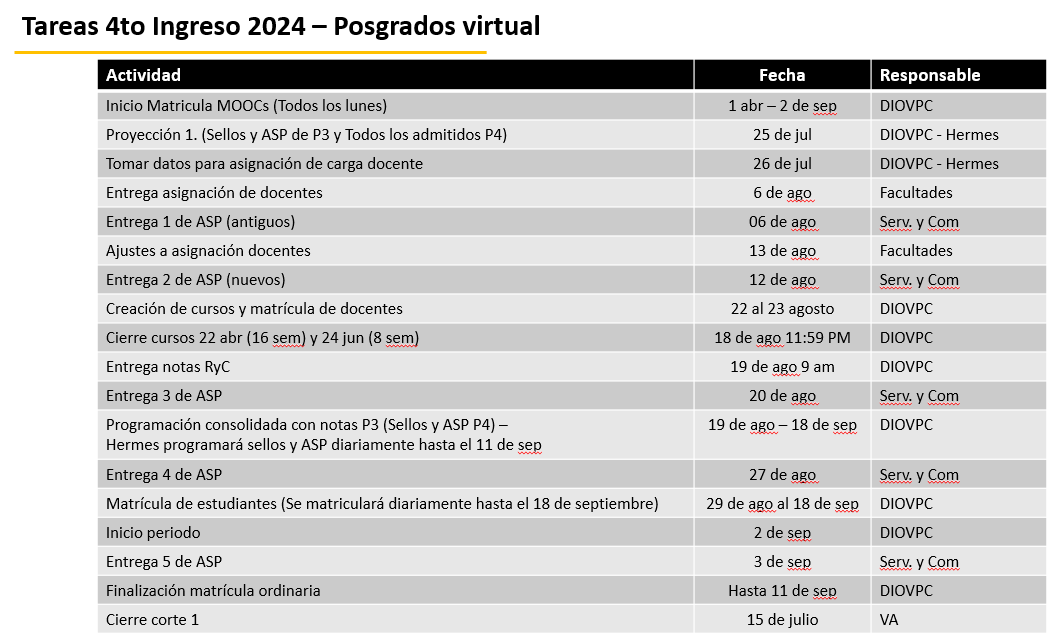 Tareas 4to Ingreso 2024 – Posgrados virtual
Actividad Fecha Responsable
Inicio Matricula MOOCs (Todos los lunes) 1 abr – 2 de sep DIOVPC
Proyección 1. (Sellos y ASP de P3 y Todos los admitidos P4) 25 de jul DIOVPC - Hermes
Tomar datos para asignación de carga docente 26 de jul DIOVPC - Hermes
Entrega asignación de docentes 6 de ago Facultades
Entrega 1 de ASP (antiguos) 06 de ago Serv. y Com
Ajustes a asignación docentes 13 de ago Facultades
Entrega 2 de ASP (nuevos) 12 de ago Serv. y Com
Creación de cursos y matrícula de docentes 22 al 23 agosto DIOVPC
Cierre cursos 22 abr (16 sem) y 24 jun (8 sem) 18 de ago 11:59 PM DIOVPC
Entrega notas RyC 19 de ago 9 am DIOVPC
Entrega 3 de ASP 20 de ago Serv. y Com
Programación consolidada con notas P3 (Sellos y ASP P4) – 19 de ago – 18 de sep DIOVPC
Hermes programará sellos y ASP diariamente hasta el 11 de sep
Entrega 4 de ASP 27 de ago Serv. y Com
Matrícula de estudiantes (Se matriculará diariamente hasta el 18 de septiembre) 29 de ago al 18 de sep DIOVPC
Inicio periodo 2 de sep DIOVPC
Entrega 5 de ASP 3 de sep Serv. y Com
Finalización matrícula ordinaria Hasta 11 de sep DIOVPC
Cierre corte 1 15 de julio VA